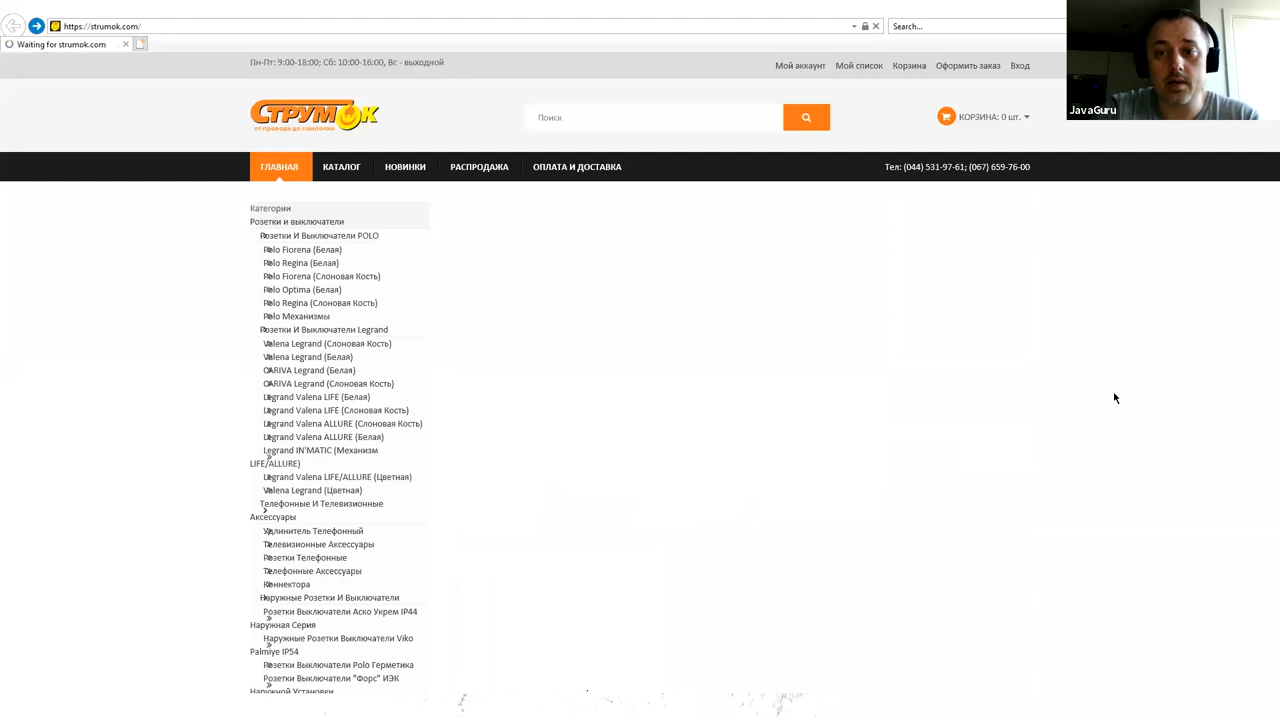 https://strumok.com/
Search...
Waiting for strumok.com
Пн-Пт: 9:00-18:00; Сб: 10:00-16:00, Вс - выходной
Мой аккаунт Мой список Корзина Оформить заказ Вход
JavaGuru
СТРУМОК
от провода до лампочки
Поиск
КОРЗИНА: 0 шт.
ГЛАВНАЯ КАТАЛОГ НОВИНКИ РАСПРОДАЖА ОПЛАТА И ДОСТАВКА
Тел: (044) 531-97-61; (067) 659-76-00
Категории
Розетки и выключатели
Розетки И Выключатели POLO
Polo Fiorena (Белая)
Polo Regina (Белая)
Polo Fiorena (Слоновая Кость)
Polo Optima (Белая)
Polo Regina (Слоновая Кость)
Polo Механизмы
Розетки И Выключатели Legrand
Valena Legrand (Слоновая Кость)
Valena Legrand (Белая)
CARIVA Legrand (Белая)
CARIVA Legrand (Слоновая Кость)
Legrand Valena LIFE (Белая)
Legrand Valena LIFE (Слоновая Кость)
Legrand Valena ALLURE (Слоновая Кость)
Legrand Valena ALLURE (Белая)
Legrand IN'MATIC (Механизм
LIFE/ALLURE)
Legrand Valena LIFE/ALLURE (Цветная)
Valena Legrand (Цветная)
Телефонные И Телевизионные
Аксессуары
Удлинитель Телефонный
Телевизионные Аксессуары
Розетки Телефонные
Телефонные Аксессуары
Коннектора
Наружные Розетки И Выключатели
Розетки Выключатели Аско Укрем IP44
Наружная Серия
Наружные Розетки Выключатели Viko
Palmiye IP54
Розетки Выключатели Polo Герметика
Розетки Выключатели "Форс" ИЭК
Наружной Установки